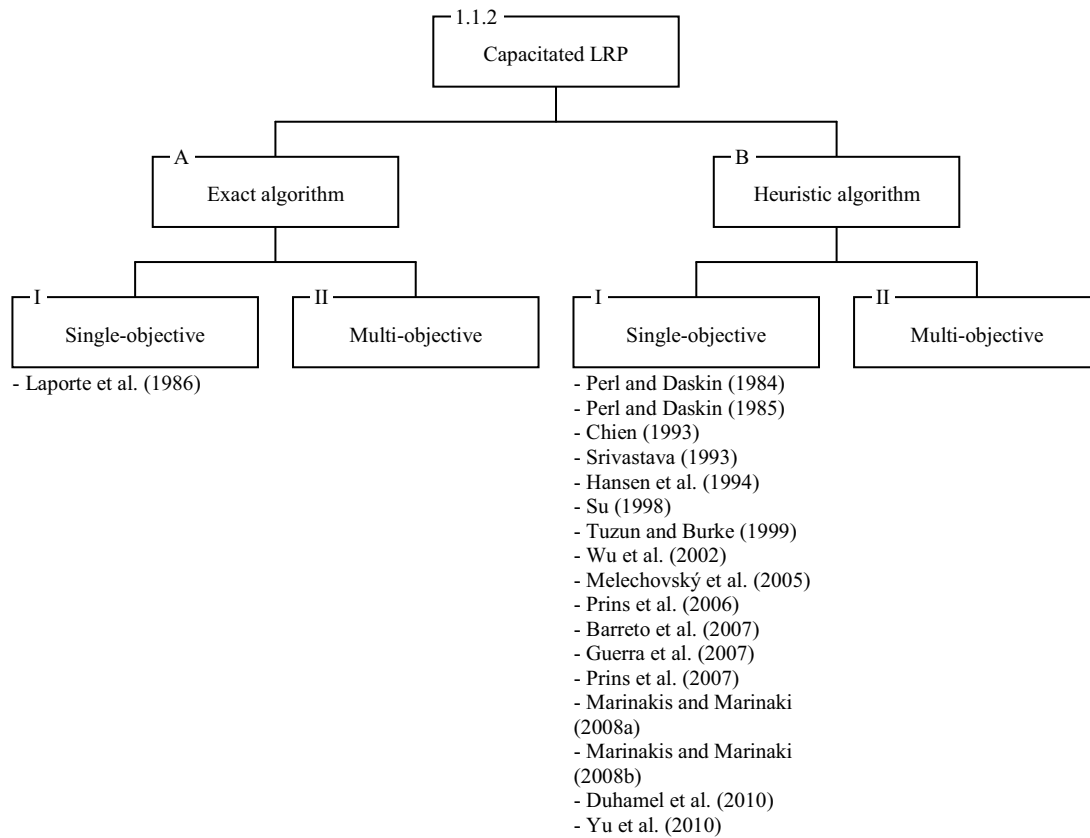 1.1.2
Capacitated LRP
A
Exact algorithm
B
Heuristic algorithm
I
Single-objective
II
Multi-objective
I
Single-objective
II
Multi-objective
- Laporte et al. (1986)
- Perl and Daskin (1984)
- Perl and Daskin (1985)
- Chien (1993)
- Srivastava (1993)
- Hansen et al. (1994)
- Su (1998)
- Tuzun and Burke (1999)
- Wu et al. (2002)
- Melechovský et al. (2005)
- Prins et al. (2006)
- Barreto et al. (2007)
- Guerra et al. (2007)
- Prins et al. (2007)
- Marinakis and Marinaki
(2008a)
- Marinakis and Marinaki
(2008b)
- Duhamel et al. (2010)
- Yu et al. (2010)